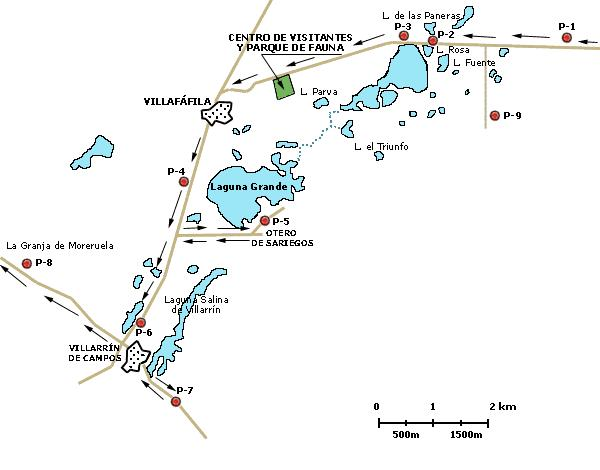 L. de las Paneras
P-3
P-2
P-1
CENTRO DE VISITANTES
Y PARQUE DE FAUNA
L. Rosa
L. Fuente
L. Parva
VILLAFÁFILA
P-9
L. el Triunfo
P-4
Laguna Grande
P-5
OTERO
DE SARIEGOS
La Granja de Moreruela
P-8
Laguna Salina
de Villarrín
P-6
VILLARRÍN
DE CAMPOS
P-7
0 1 2 km
500m 1500m